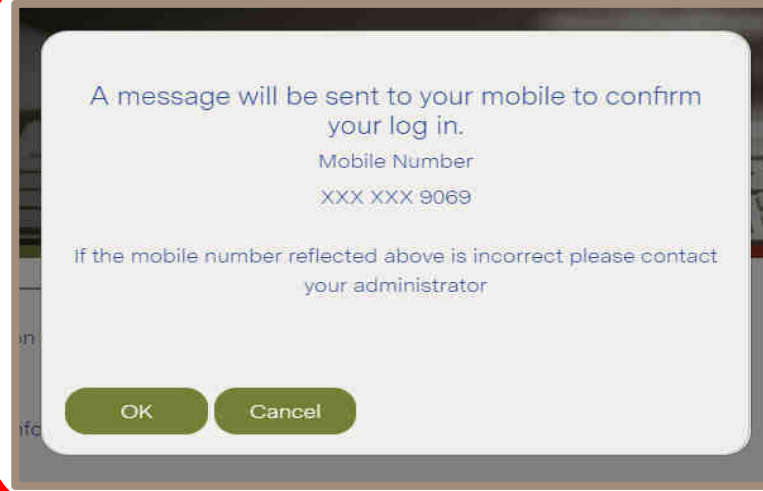 A message will be sent to your mobile to confirm
your log in.
Mobile Number
XXX XXX 9069
If the mobile number reflected above is incorrect please contact
your administrator
OK
Cancel